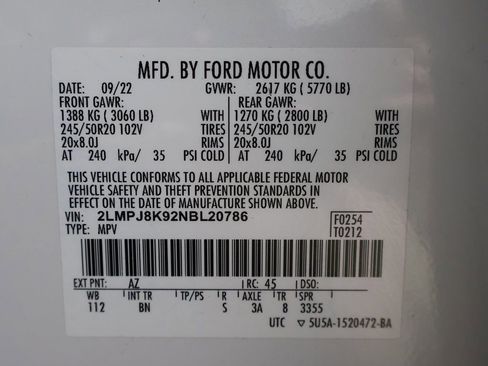 MFD. BY FORD MOTOR CO.
DATE: 09/22 GVWR: 2617 KG ( 5770 LB)
FRONT GAWR: REAR GAWR:
1388 KG ( 3060 LB) WITH 1270 KG ( 2800 LB) WITH
245/50R20 102V TIRES 245/50R20 102V TIRES
20x8.0J RIMS 20x8.0J RIMS
AT 240 kPa/ 35 PSI COLD AT 240 kPa/ 35 PSI COLD
THIS VEHICLE CONFORMS TO ALL APPLICABLE FEDERAL MOTOR
VEHICLE SAFETY AND THEFT PREVENTION STANDARDS IN
EFFECT ON THE DATE OF MANUFACTURE SHOWN ABOVE.
VIN: 2LMPJ8K92NBL20786 F0254
TYPE: MPV T0212
EXT PNT: AZ RC: 45 DSO:
WB INT TR TP/PS R AXLE TR SPR
112 BN S 3A 8 3355
UTC 5U5A-1520472-BA